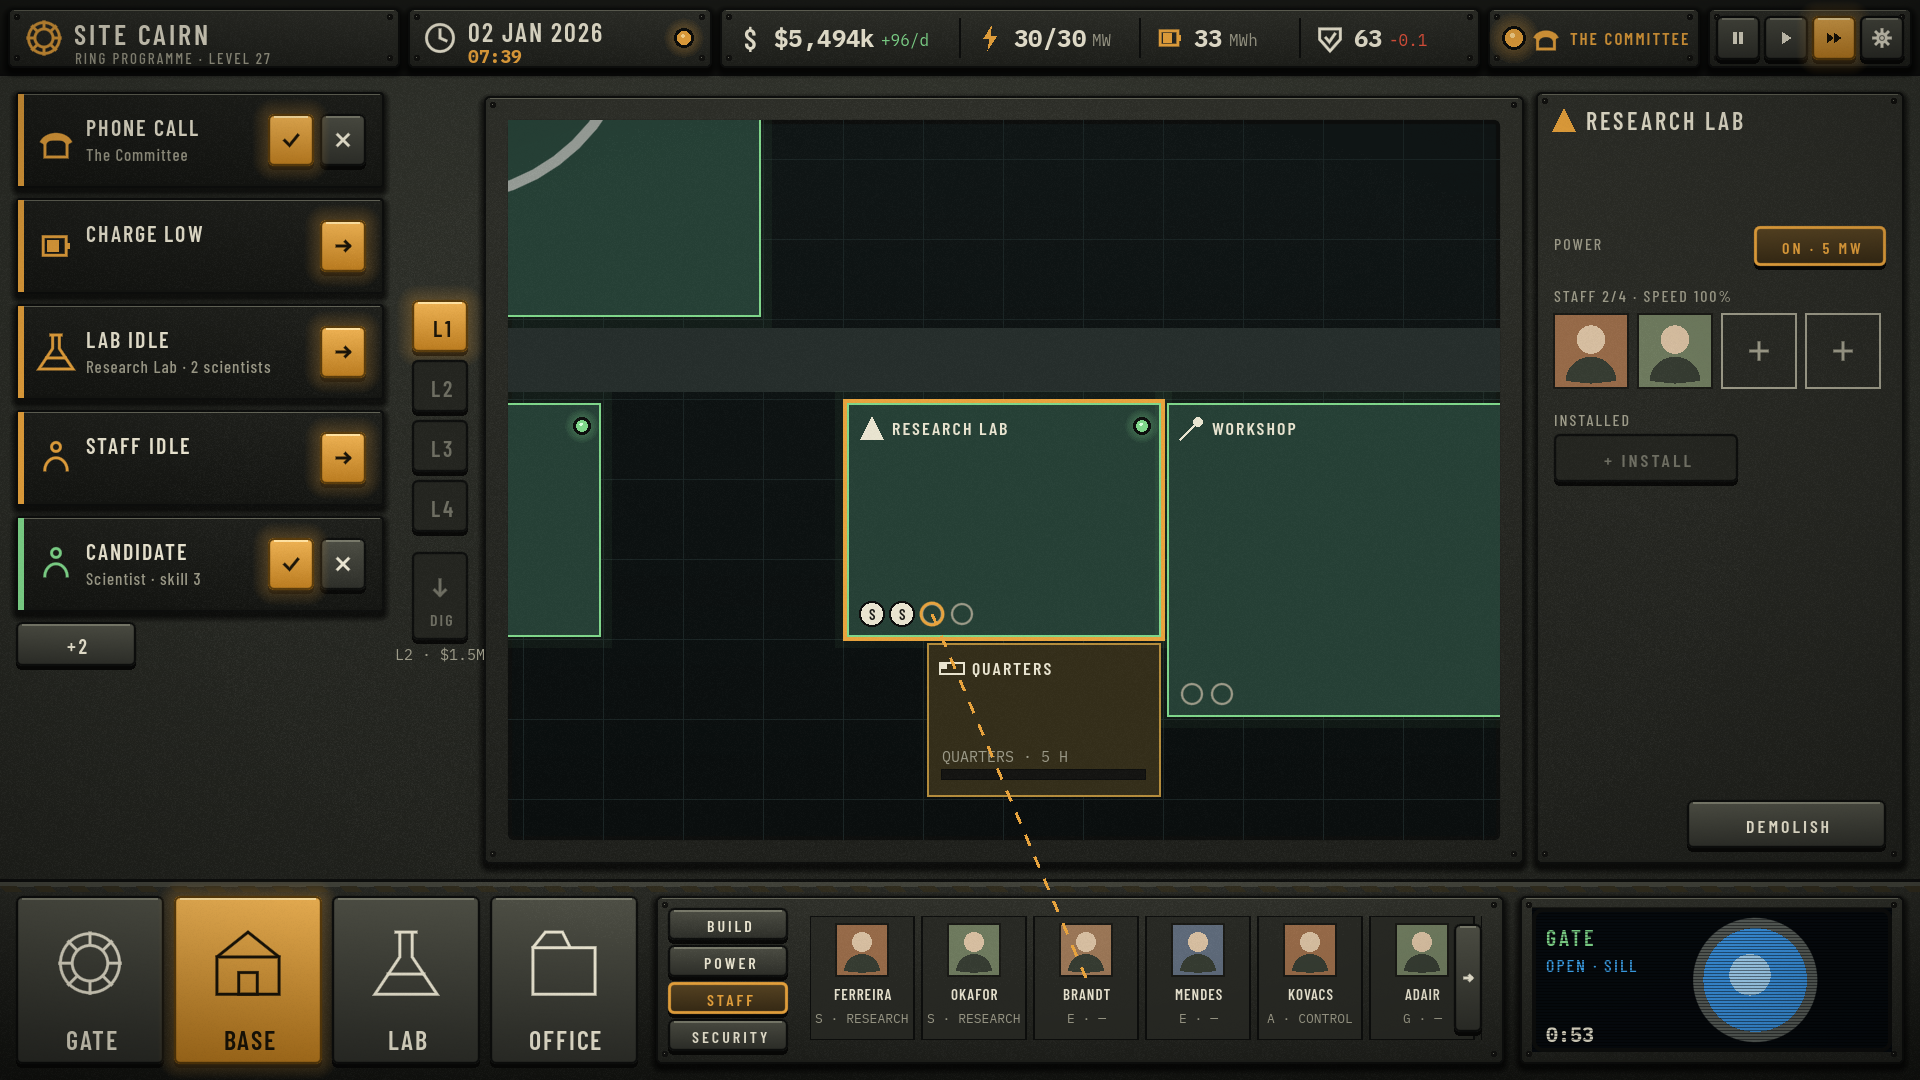 SITE CAIRN
RING PROGRAMME · LEVEL 27
02 JAN 2026
07:39
$ $5,494k +96/d
30/30 MW
33 MWh
63 -0.1
THE COMMITTEE
PHONE CALL
The Committee
CHARGE LOW
LAB IDLE
Research Lab · 2 scientists
STAFF IDLE
CANDIDATE
Scientist · skill 3
+2
L1
L2
L3
L4
DIG
L2 · $1.5M
RESEARCH LAB
S S
WORKSHOP
QUARTERS
QUARTERS · 5 H
RESEARCH LAB
POWER
ON · 5 MW
STAFF 2/4 · SPEED 100%
INSTALLED
+ INSTALL
DEMOLISH
GATE
BASE
LAB
OFFICE
BUILD
POWER
STAFF
SECURITY
FERREIRA
S · RESEARCH
OKAFOR
S · RESEARCH
BRANDT
E · —
MENDES
E · —
KOVACS
A · CONTROL
ADAIR
G · —
GATE
OPEN · SILL
0:53